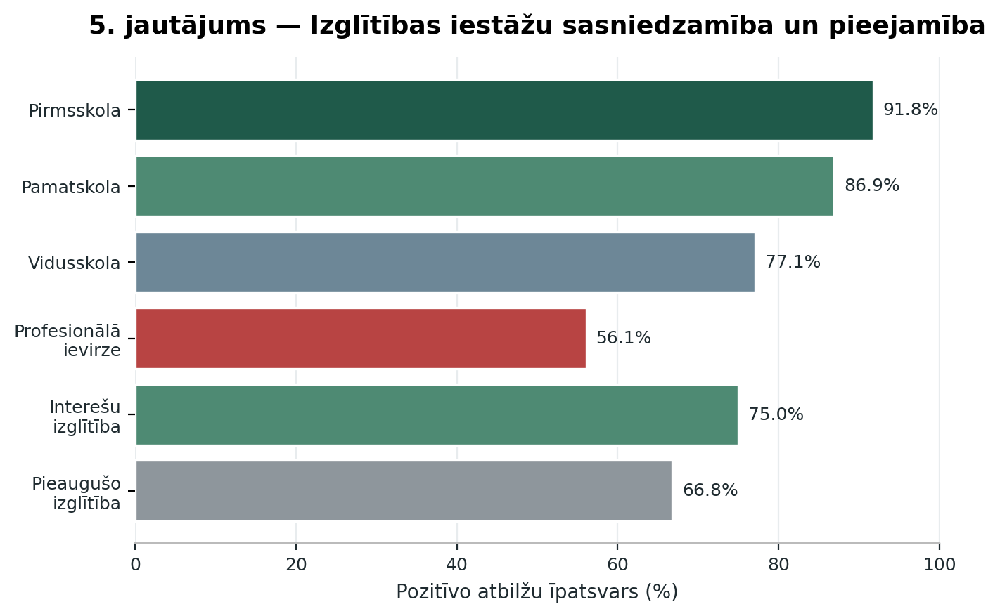 5. jautājums — Izglītības iestāžu sasniedzamība un pieejamība
Pirmsskola
91.8%
Pamatskola
86.9%
Vidusskola
77.1%
Profesionālā
ievirze
56.1%
Interešu
izglītība
75.0%
Pieaugušo
izglītība
66.8%
0 20 40 60 80 100
Pozitīvo atbilžu īpatsvars (%)